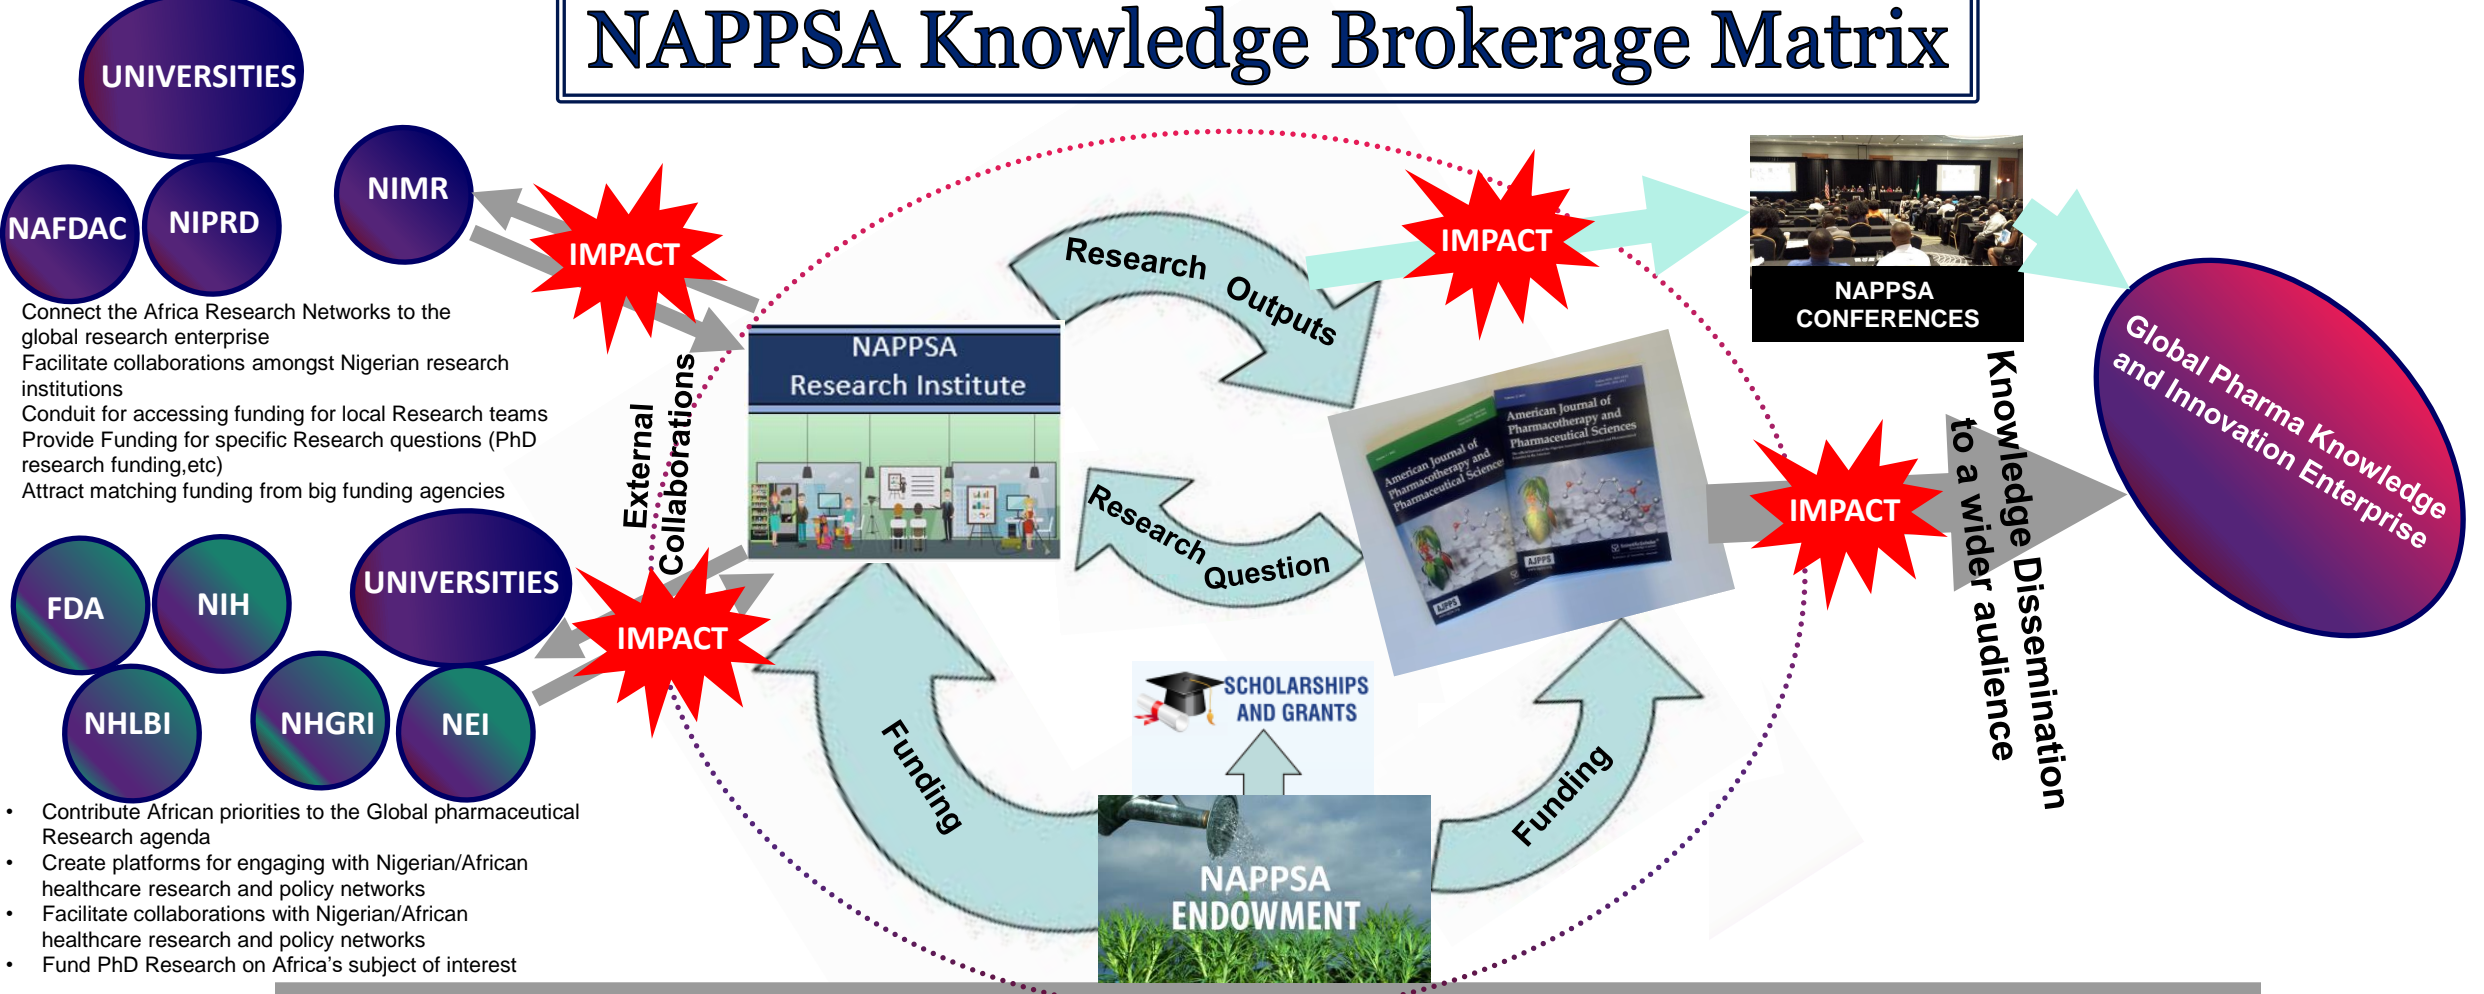 NAPPSA Knowledge Brokerage Matrix
UNIVERSITIES
NAFDAC
NIPRD
NIMR
IMPACT
Connect the Africa Research Networks to the
global research enterprise
Facilitate collaborations amongst Nigerian research
institutions
Conduit for accessing funding for local Research teams
Provide Funding for specific Research questions (PhD
research funding,etc)
Attract matching funding from big funding agencies
External
Collaborations
FDA
NIH
UNIVERSITIES
NHLBI
NHGRI
NEI
IMPACT
• Contribute African priorities to the Global pharmaceutical
Research agenda
• Create platforms for engaging with Nigerian/African
healthcare research and policy networks
• Facilitate collaborations with Nigerian/African
healthcare research and policy networks
• Fund PhD Research on Africa's subject of interest
NAPPSA
Research Institute
Research Outputs
Research Question
American Journal of
Pharmacotherapy and
Pharmaceutical Sciences
AJPPS
American Journal of
Pharmacotherapy and
Pharmaceutical Sciences
AJPPS
Funding
SCHOLARSHIPS
AND GRANTS
NAPPSA
ENDOWMENT
Funding
IMPACT
NAPPSA
CONFERENCES
IMPACT
Knowledge Dissemination
to a wider audience
Global Pharma Knowledge
and Innovation Enterprise